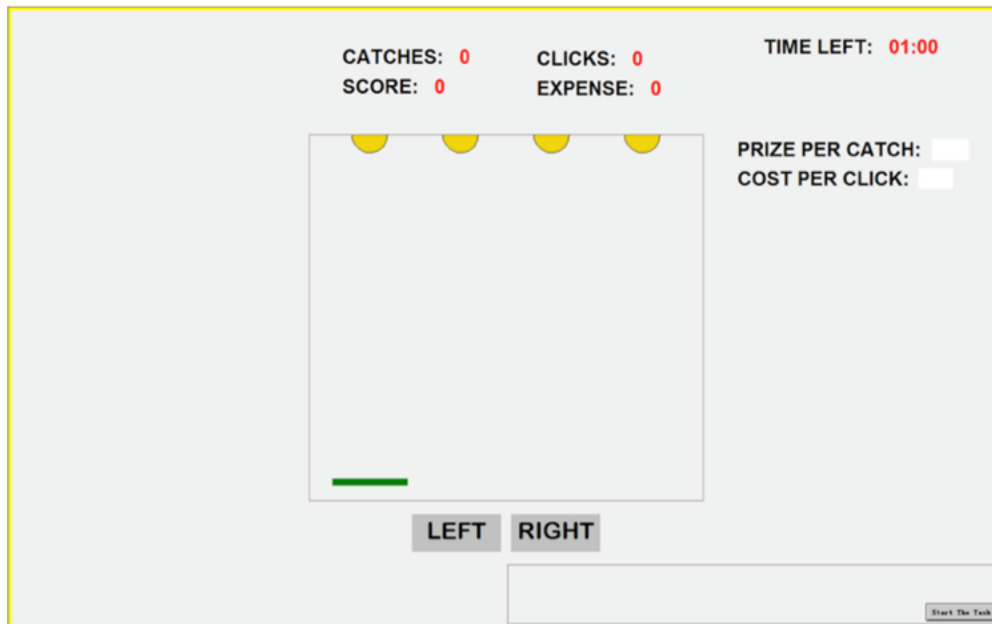 CATCHES: 0
CLICKS: 0
TIME LEFT: 01:00
SCORE: 0
EXPENSE: 0
PRIZE PER CATCH:
COST PER CLICK:
LEFT
RIGHT
Start The Task